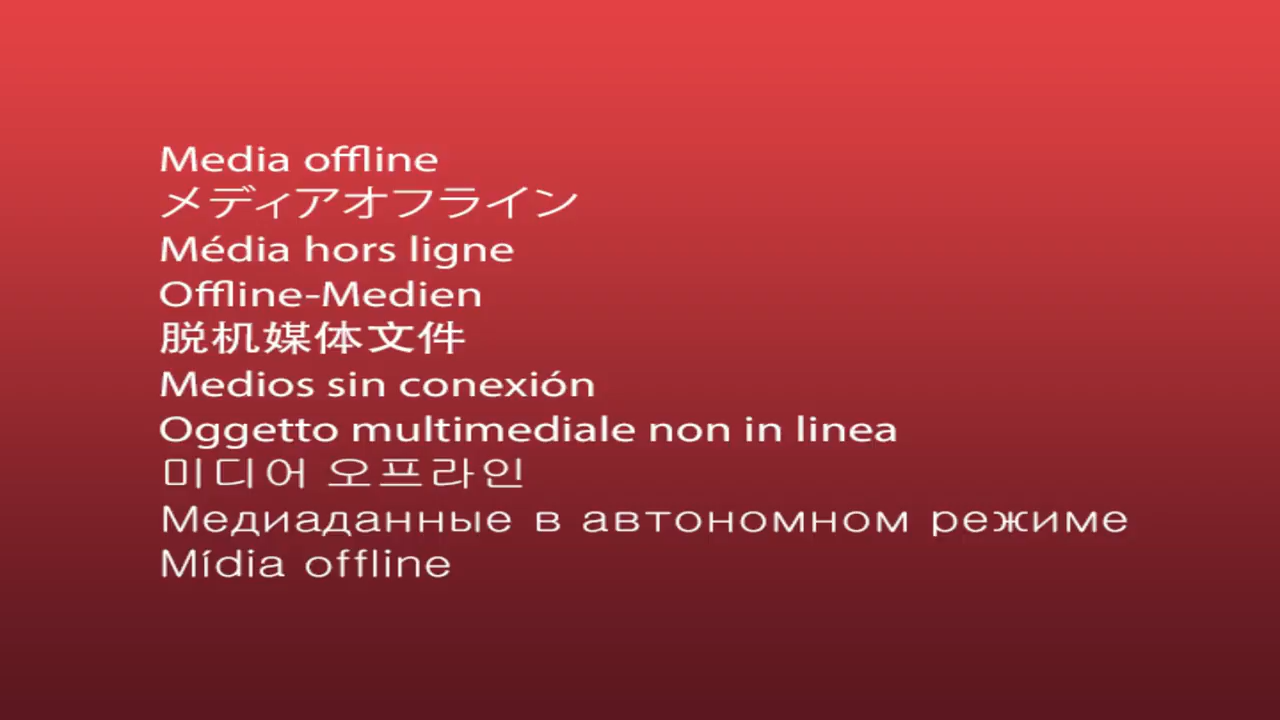 Media offline
メディアオフライン
Média hors ligne
Offline-Medien
脱机媒体文件
Medios sin conexión
Oggetto multimediale non in linea
미디어 오프라인
Медиаданные в автономном режиме
Mídia offline